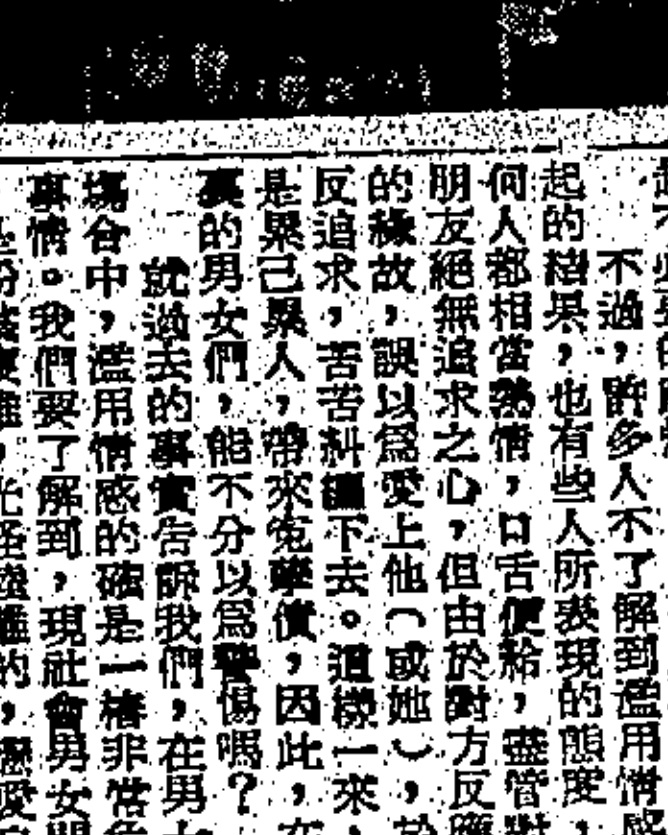 不過，許多人不了解到濫用情感
起的結果，也有些人所表現的態度，
何人都相當熱情，口舌便給，儘管對
朋友絕無追求之心，但由於對方反應
的緣故，誤以爲愛上他（或她），於
反追求，苦苦糾纏下去。這樣一來，
是累己累人，帶來冤孽債，因此，在
裏的男女們，能不分以爲警惕嗎？
就過去的事實告訴我們，在男女
場合中，濫用情感的確是一樁非常危
事情。我們要了解到，現社會男女間